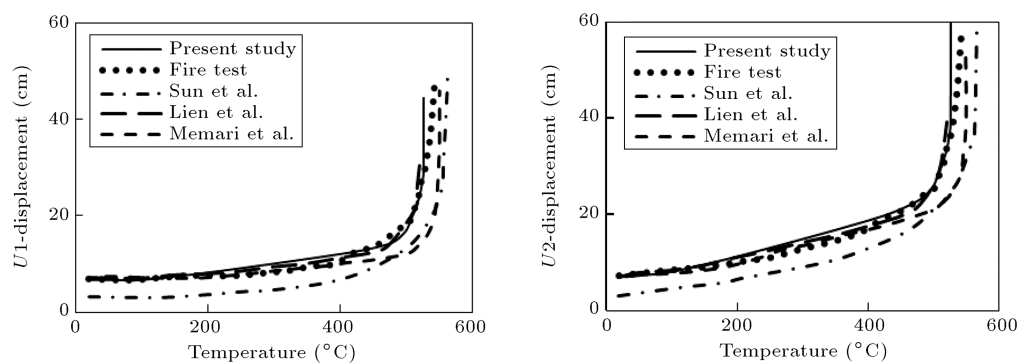 60
40
20
0
U1-displacement (cm)
Present study
Fire test
Sun et al.
Lien et al.
Memari et al.
0 200 400 600
Temperature (°C)
60
40
20
0
U2-displacement (cm)
Present study
Fire test
Sun et al.
Lien et al.
Memari et al.
0 200 400 600
Temperature (°C)